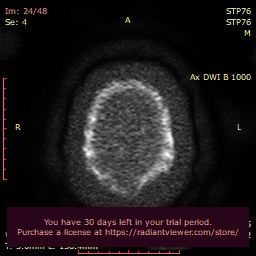 Im: 24/48
Se: 4
A
STP76
STP76
M
Ax DWI B 1000
R
L
You have 30 days left in your trial period.
Purchase a license at https://radiantviewer.com/store/